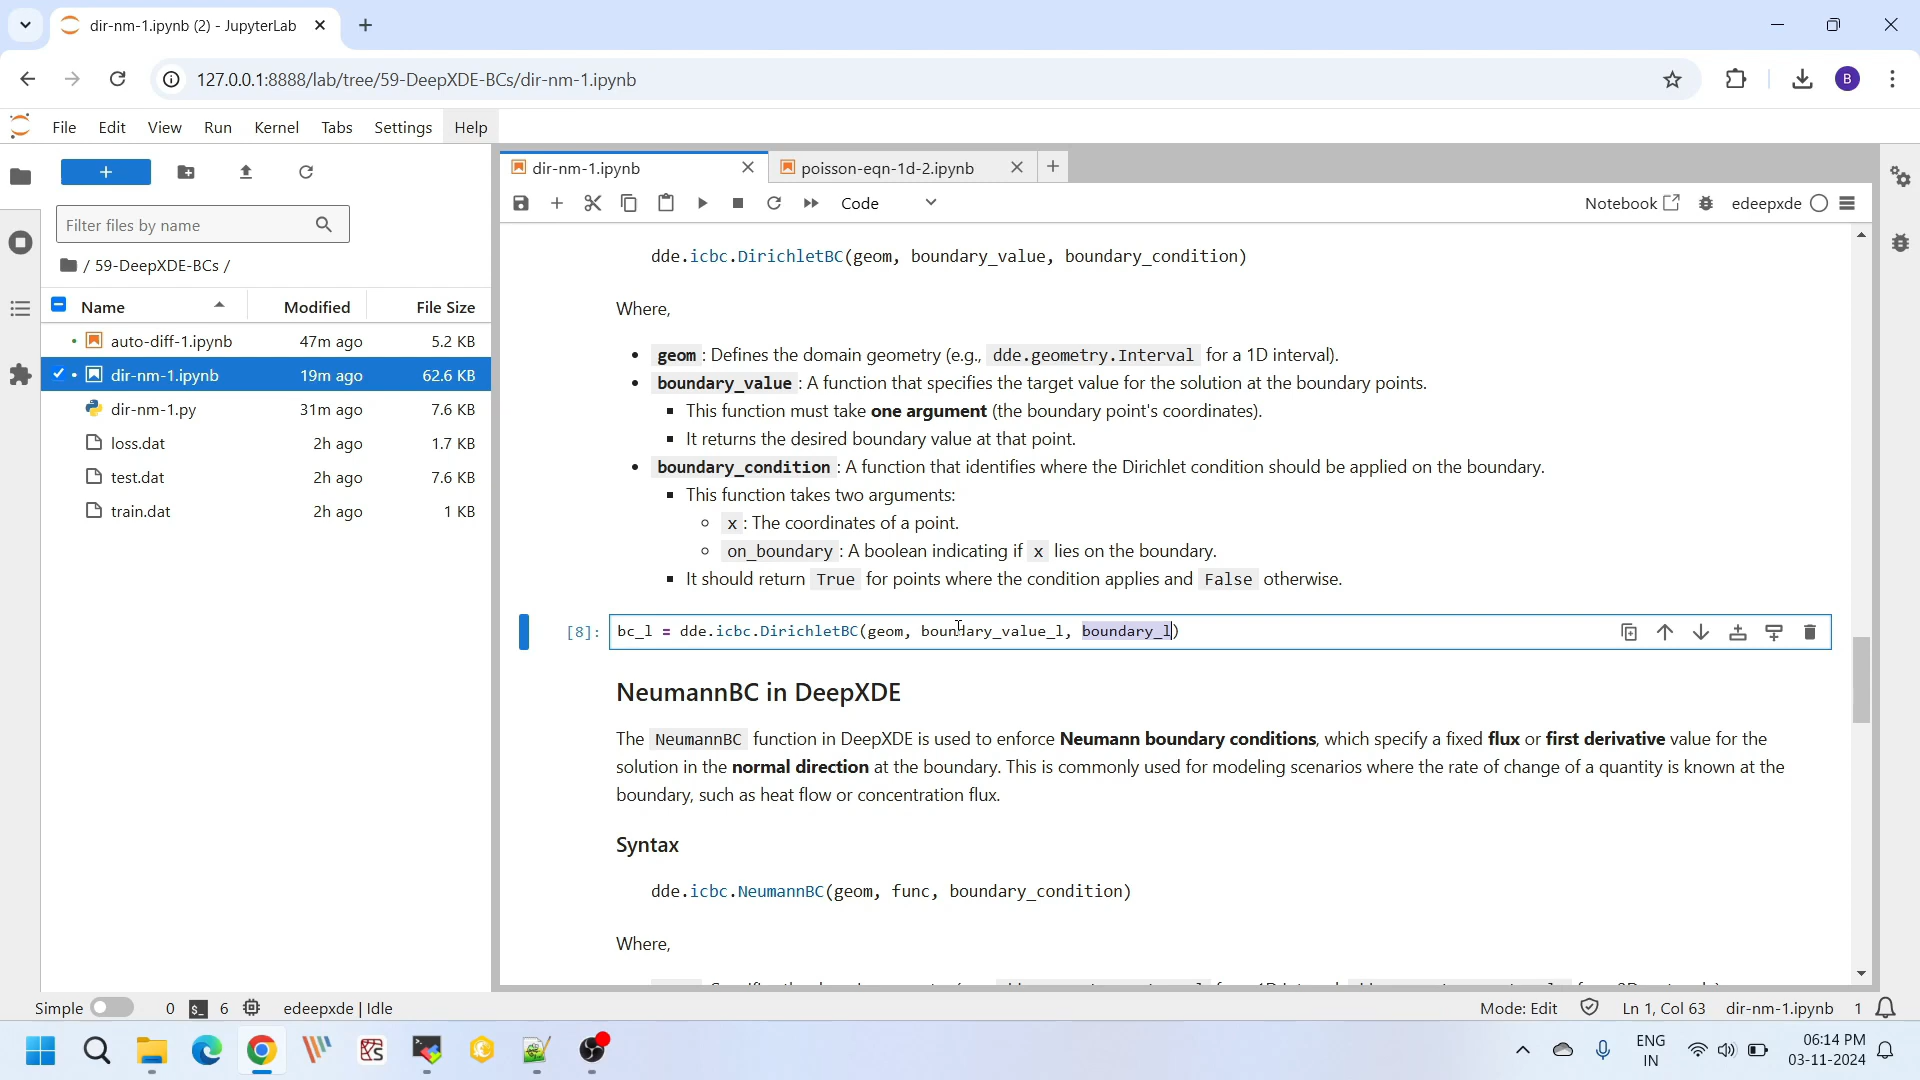 dir-nm-1.ipynb (2) - JupyterLab
127.0.0.1:8888/lab/tree/59-DeepXDE-BCs/dir-nm-1.ipynb
B
File Edit View Run Kernel Tabs Settings Help
+
dir-nm-1.ipynb
poisson-eqn-1d-2.ipynb
Filter files by name
Code
Notebook
edeepxde
/ 59-DeepXDE-BCs /
Name Modified File Size
auto-diff-1.ipynb 47m ago 5.2 KB
dir-nm-1.ipynb 19m ago 62.6 KB
dir-nm-1.py 31m ago 7.6 KB
loss.dat 2h ago 1.7 KB
test.dat 2h ago 7.6 KB
train.dat 2h ago 1 KB
dde.icbc.DirichletBC(geom, boundary_value, boundary_condition)
Where,
• geom : Defines the domain geometry (e.g., dde.geometry.Interval for a 1D interval).
• boundary_value : A function that specifies the target value for the solution at the boundary points.
▪ This function must take one argument (the boundary point's coordinates).
▪ It returns the desired boundary value at that point.
• boundary_condition : A function that identifies where the Dirichlet condition should be applied on the boundary.
▪ This function takes two arguments:
○ x : The coordinates of a point.
○ on_boundary : A boolean indicating if x lies on the boundary.
▪ It should return True for points where the condition applies and False otherwise.
[8]: bc_l = dde.icbc.DirichletBC(geom, boundary_value_l, boundary_l)
NeumannBC in DeepXDE
The NeumannBC function in DeepXDE is used to enforce Neumann boundary conditions, which specify a fixed flux or first derivative value for the
solution in the normal direction at the boundary. This is commonly used for modeling scenarios where the rate of change of a quantity is known at the
boundary, such as heat flow or concentration flux.
Syntax
dde.icbc.NeumannBC(geom, func, boundary_condition)
Where,
Simple 0 6 edeepxde | Idle
Mode: Edit Ln 1, Col 63 dir-nm-1.ipynb 1
ENG
IN
06:14 PM
03-11-2024